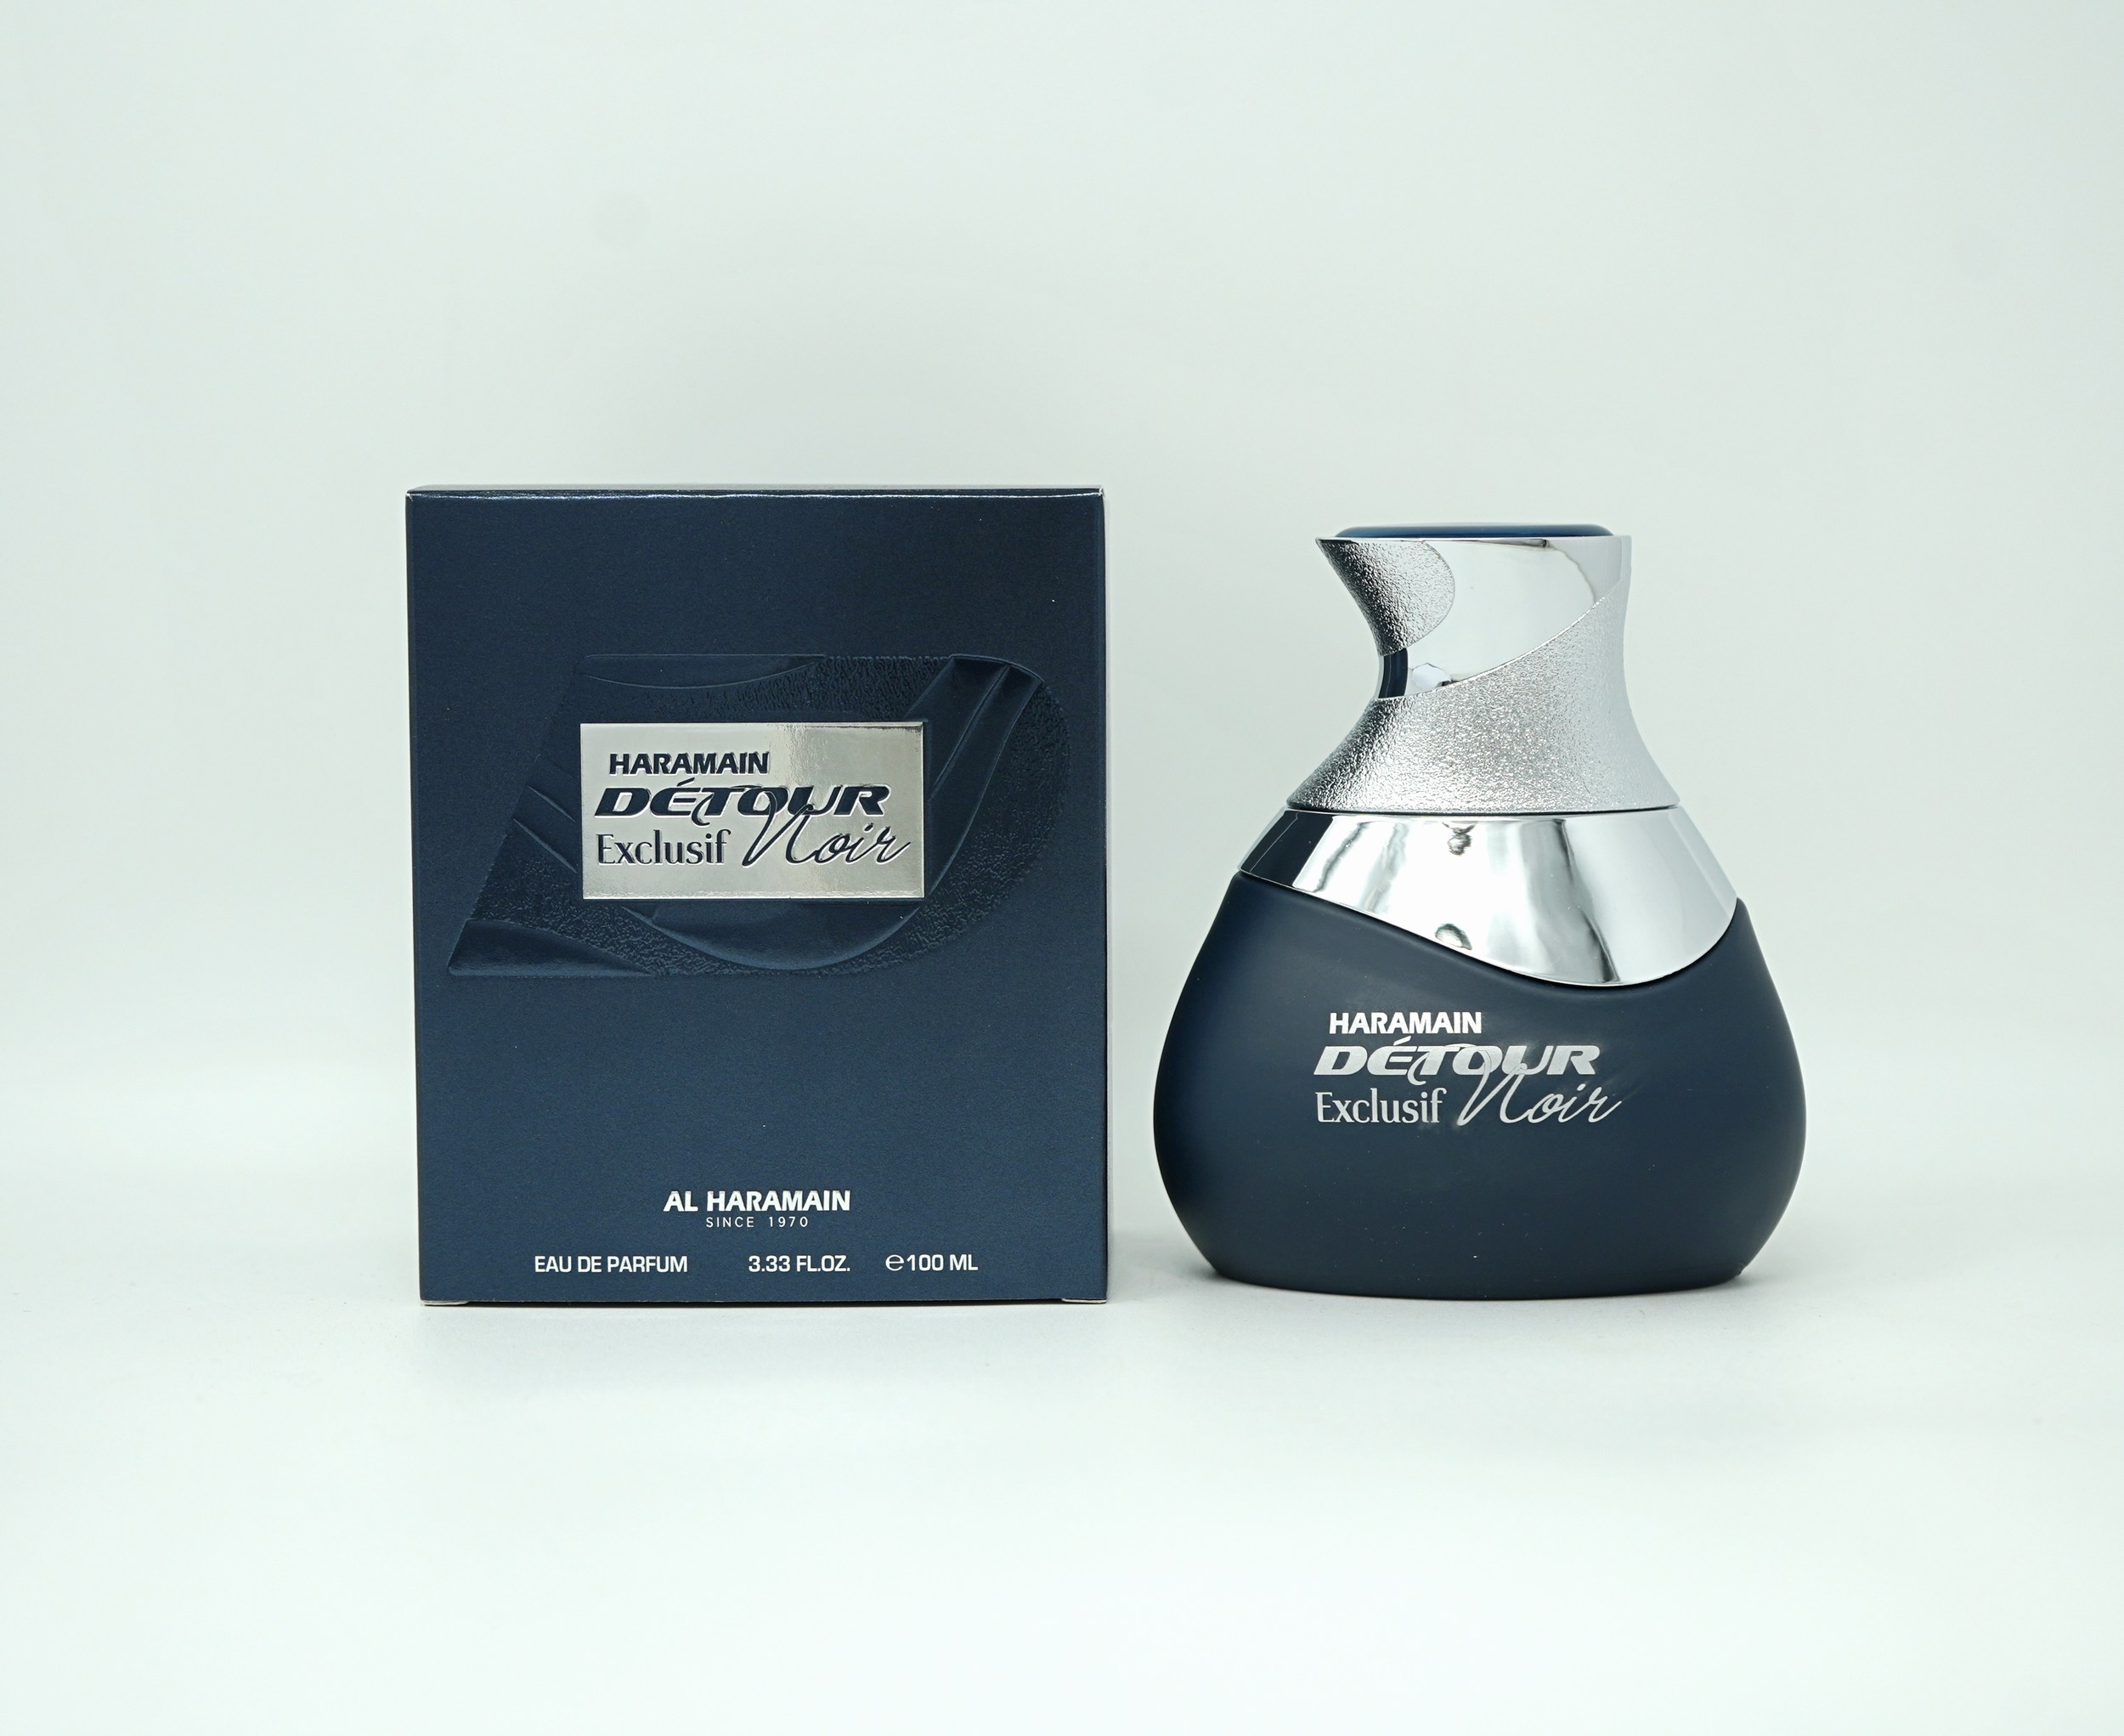 HARAMAIN
DÉTOUR
Exclusif Noir
AL HARAMAIN
SINCE 1970
EAU DE PARFUM 3.33 FL.OZ. ℮100 ML
HARAMAIN
DÉTOUR
Exclusif Noir